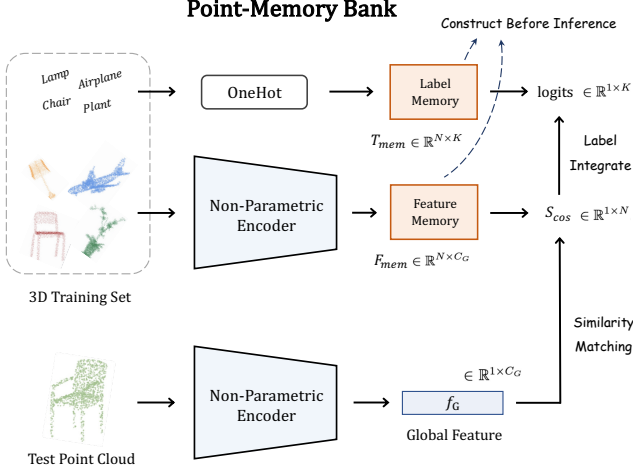 Point-Memory Bank
Construct Before Inference
Lamp
Airplane
Chair
Plant
OneHot
Label
Memory
logits ∈ ℝ^{1×K}
T_{mem} ∈ ℝ^{N×K}
Label
Integrate
Non-Parametric
Encoder
Feature
Memory
S_{cos} ∈ ℝ^{1×N}
F_{mem} ∈ ℝ^{N×C_G}
3D Training Set
Similarity
Matching
∈ ℝ^{1×C_G}
Non-Parametric
Encoder
f_G
Global Feature
Test Point Cloud